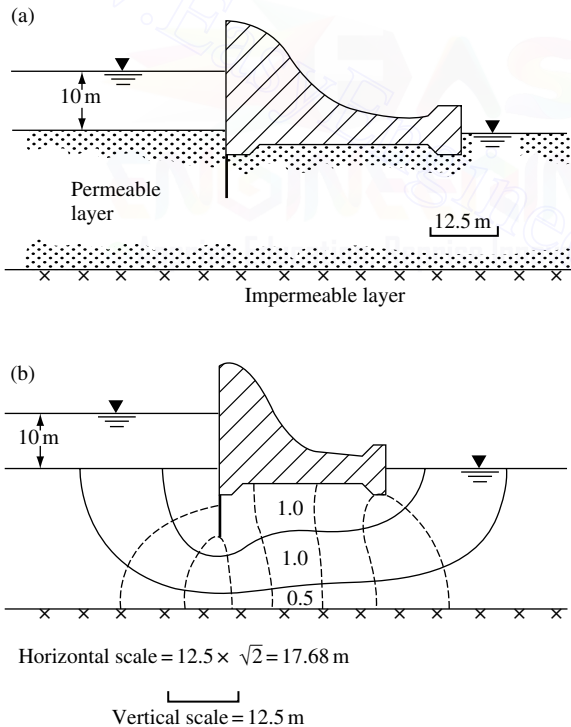 (a)
10 m
Permeable
layer
12.5 m
Impermeable layer
(b)
10 m
1.0
1.0
0.5
Horizontal scale = 12.5 × √2 = 17.68 m
Vertical scale = 12.5 m